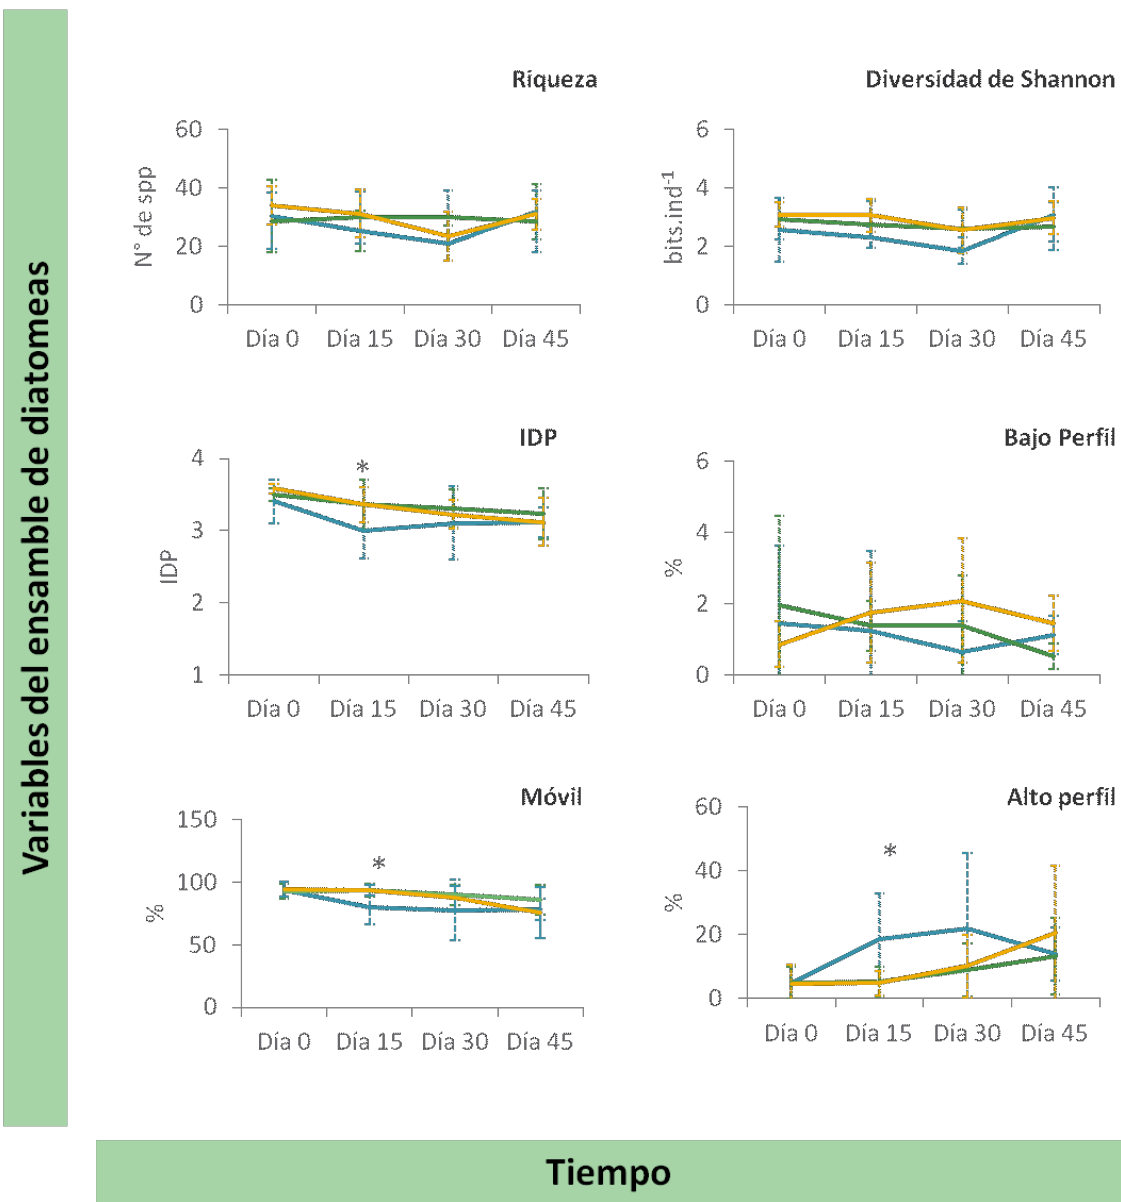 Variables del ensamble de diatomeas
Riqueza
N° de spp
60
40
20
0
Día 0 Día 15 Día 30 Día 45
Diversidad de Shannon
bits.ind-1
6
4
2
0
Día 0 Día 15 Día 30 Día 45
IDP
IDP
4
3
2
1
*
Día 0 Día 15 Día 30 Día 45
Bajo Perfil
%
6
4
2
0
Día 0 Día 15 Día 30 Día 45
Móvil
%
150
100
50
0
*
Día 0 Día 15 Día 30 Día 45
Alto perfil
%
60
40
20
0
*
Día 0 Día 15 Día 30 Día 45
Tiempo